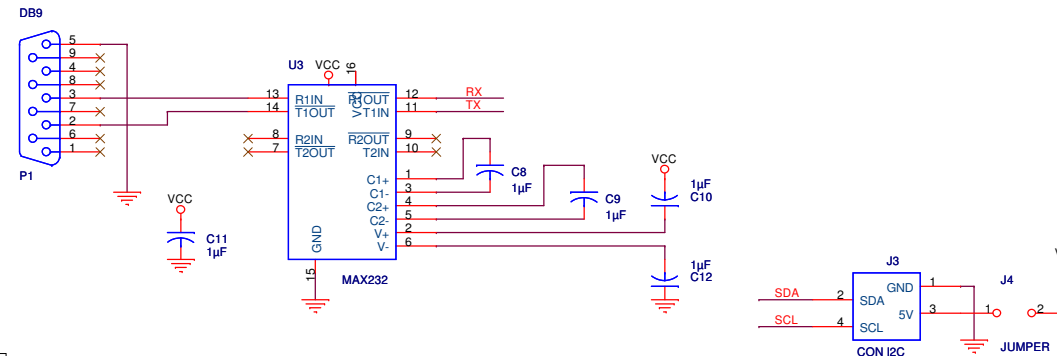 DB9
5
9
4
8
3
7
2
6
1
P1
U3 VCC 16
13 R1IN R1OUT 12 RX
14 T1OUT VCC T1IN 11 TX
8 R2IN R2OUT 9
7 T2OUT T2IN 10
C1+ 1
C1- 3
C2+ 4
C2- 5
V+ 2
V- 6
GND
15
MAX232
C8
1µF
C9
1µF
VCC
1µF
C10
1µF
C12
VCC
C11
1µF
J3
SDA 2 SDA GND 1
5V 3
SCL 4 SCL
CON I2C
J4
1 2
JUMPER